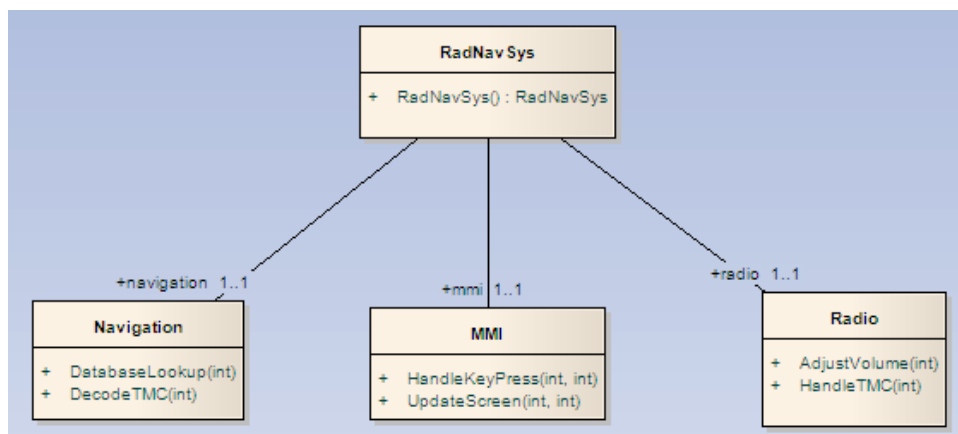 RadNavSys
+ RadNavSys() : RadNavSys
+navigation 1..1
+mmi 1..1
+radio 1..1
Navigation
+ DatabaseLookup(int)
+ DecodeTMC(int)
MMI
+ HandleKeyPress(int, int)
+ UpdateScreen(int, int)
Radio
+ AdjustVolume(int)
+ HandleTMC(int)